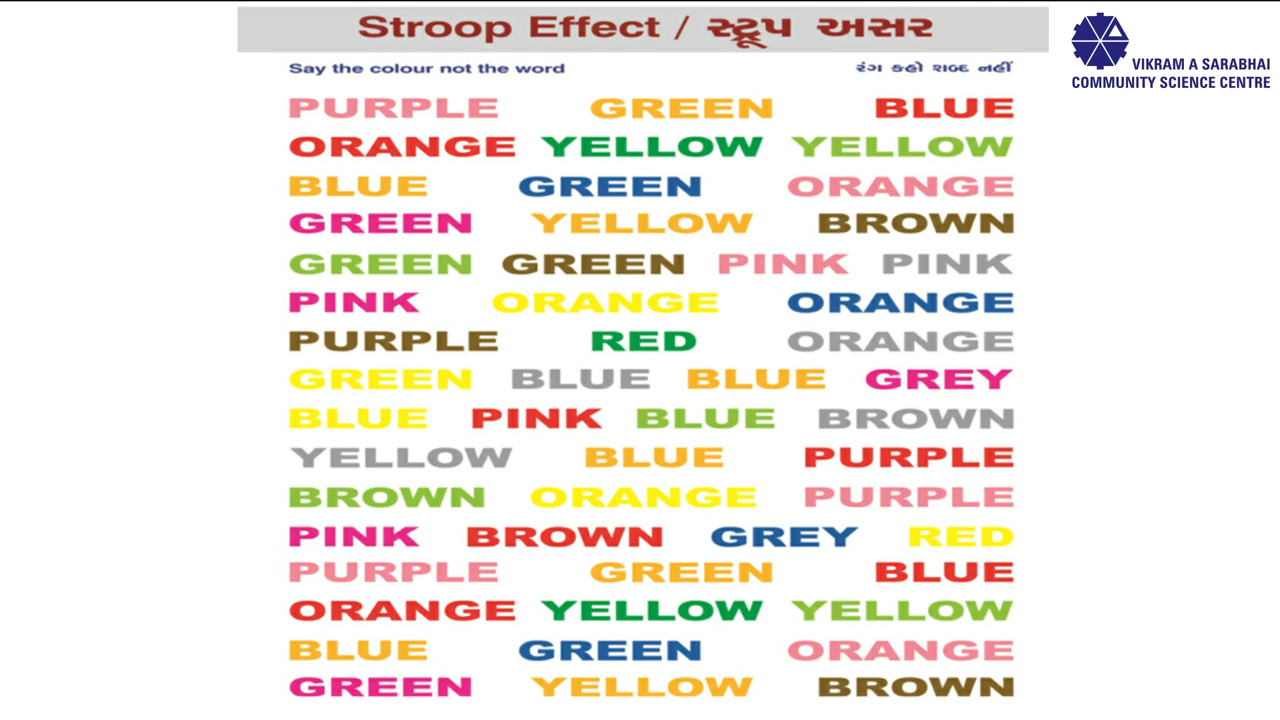 Stroop Effect / સ્ટ્રૂપ અસર
Say the colour not the word રંગ કહો શબ્દ નહીં
VIKRAM A SARABHAI
COMMUNITY SCIENCE CENTRE
PURPLE GREEN BLUE
ORANGE YELLOW YELLOW
BLUE GREEN ORANGE
GREEN YELLOW BROWN
GREEN GREEN PINK PINK
PINK ORANGE ORANGE
PURPLE RED ORANGE
GREEN BLUE BLUE GREY
BLUE PINK BLUE BROWN
YELLOW BLUE PURPLE
BROWN ORANGE PURPLE
PINK BROWN GREY RED
PURPLE GREEN BLUE
ORANGE YELLOW YELLOW
BLUE GREEN ORANGE
GREEN YELLOW BROWN